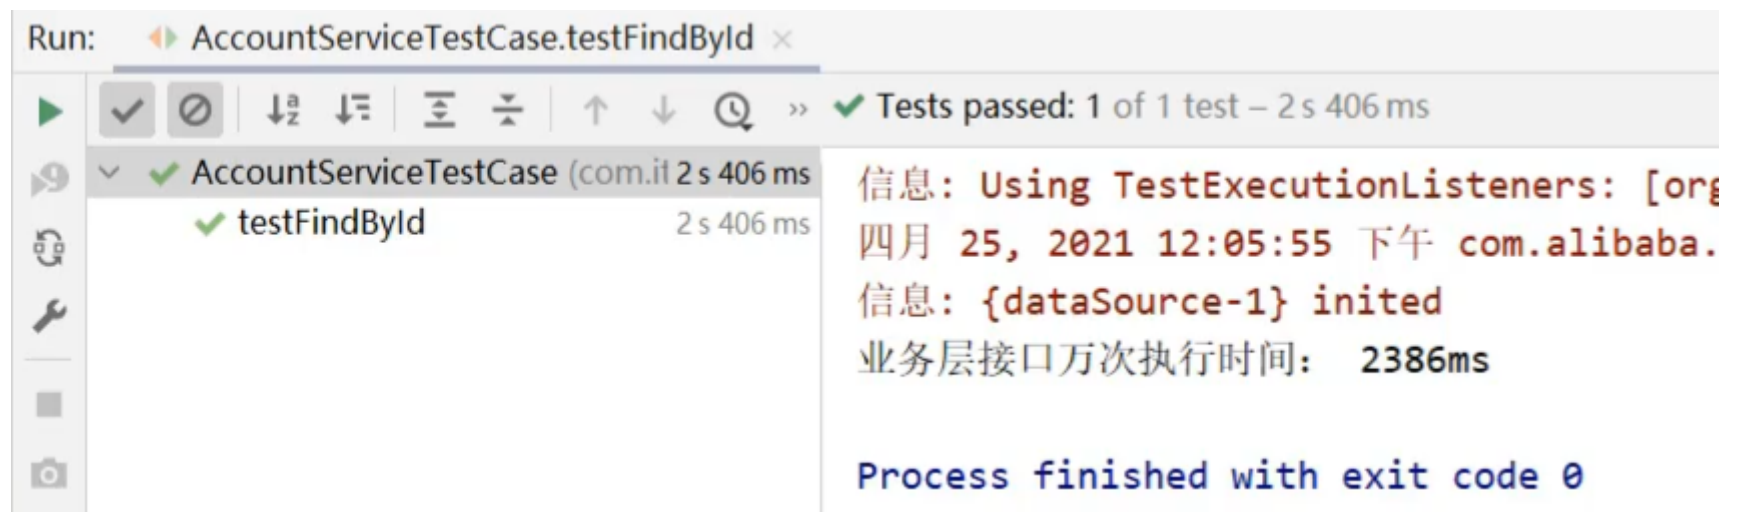 Run: AccountServiceTestCase.testFindById
Tests passed: 1 of 1 test – 2 s 406 ms
AccountServiceTestCase (com.it 2 s 406 ms
testFindById 2 s 406 ms
信息: Using TestExecutionListeners: [org
四月 25, 2021 12:05:55 下午 com.alibaba.
信息: {dataSource-1} inited
业务层接口万次执行时间： 2386ms
Process finished with exit code 0